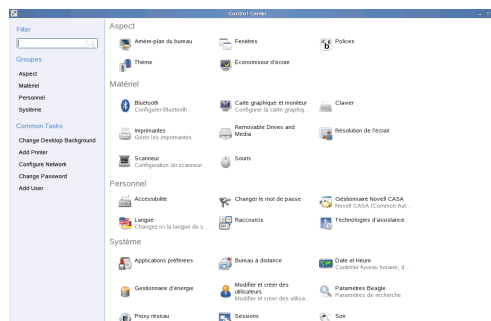 Control Center
Filter
Groupes
Aspect
Matériel
Personnel
Système
Common Tasks
Change Desktop Background
Add Printer
Configure Network
Change Password
Add User
Aspect
Arrière-plan du bureau
Fenêtres
Polices
Thème
Économiseur d'écran
Matériel
Bluetooth
Configurer Bluetooth
Carte graphique et moniteur
Configurer la carte graphiq...
Clavier
Imprimantes
Gérer les imprimantes
Removable Drives and
Media
Résolution de l'écran
Scanneur
Configuration du scanneur
Souris
Personnel
Accessibilité
Changer le mot de passe
Gestionnaire Novell CASA
Novell CASA (Common Aut...
Langue
Changez ici la langue du s...
Raccourcis
Technologies d'assistance
Système
Applications préférées
Bureau à distance
Date et Heure
Contrôler fuseau horaire, d...
Gestionnaire d'énergie
Modifier et créer des
utilisateurs
Modifier et créer des utilisa...
Paramètres Beagle
Paramètres de recherche
Proxy réseau
Sessions
Son